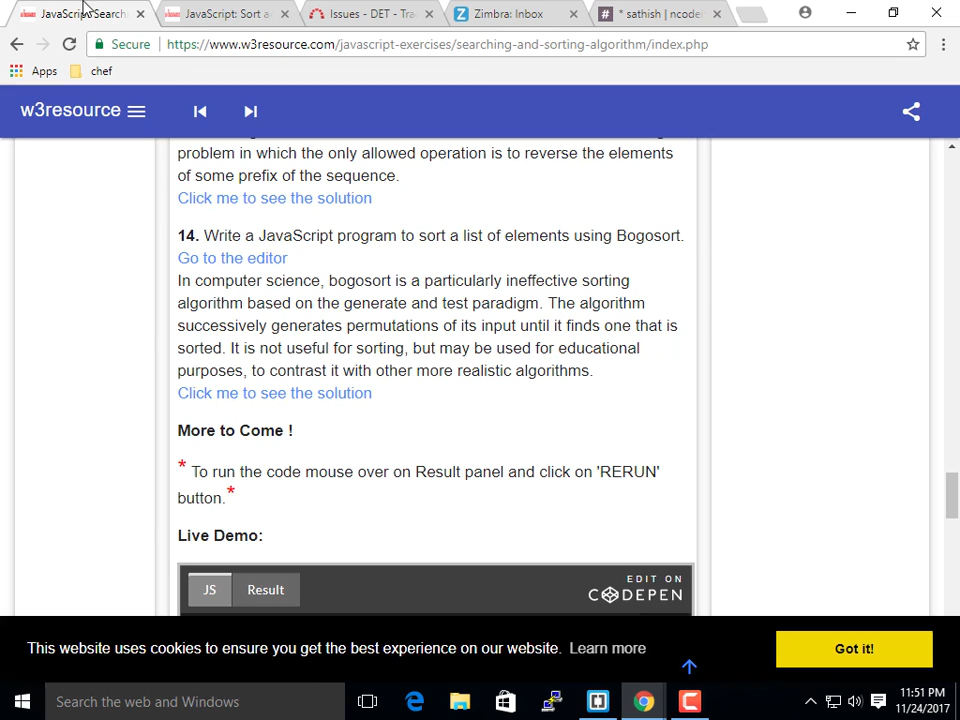 JavaScript Search
JavaScript: Sort a
Issues - DET - Tra
Zimbra: Inbox
* sathish | ncodei
Secure
https://www.w3resource.com/javascript-exercises/searching-and-sorting-algorithm/index.php
Apps
chef
w3resource
problem in which the only allowed operation is to reverse the elements
of some prefix of the sequence.
Click me to see the solution
14. Write a JavaScript program to sort a list of elements using Bogosort.
Go to the editor
In computer science, bogosort is a particularly ineffective sorting
algorithm based on the generate and test paradigm. The algorithm
successively generates permutations of its input until it finds one that is
sorted. It is not useful for sorting, but may be used for educational
purposes, to contrast it with other more realistic algorithms.
Click me to see the solution
More to Come !
* To run the code mouse over on Result panel and click on 'RERUN'
button.*
Live Demo:
JS
Result
EDIT ON
CODEPEN
This website uses cookies to ensure you get the best experience on our website. Learn more
Got it!
Search the web and Windows
11:51 PM
11/24/2017